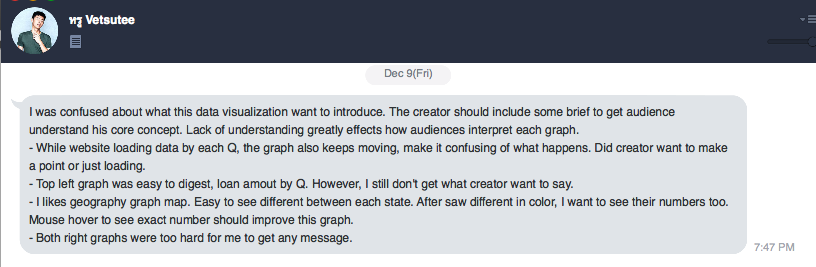 ทรู Vetsutee
Dec 9(Fri)
I was confused about what this data visualization want to introduce. The creator should include some brief to get audience
understand his core concept. Lack of understanding greatly effects how audiences interpret each graph.
- While website loading data by each Q, the graph also keeps moving, make it confusing of what happens. Did creator want to make
a point or just loading.
- Top left graph was easy to digest, loan amout by Q. However, I still don't get what creator want to say.
- I likes geography graph map. Easy to see different between each state. After saw different in color, I want to see their numbers too.
Mouse hover to see exact number should improve this graph.
- Both right graphs were too hard for me to get any message.
7:47 PM